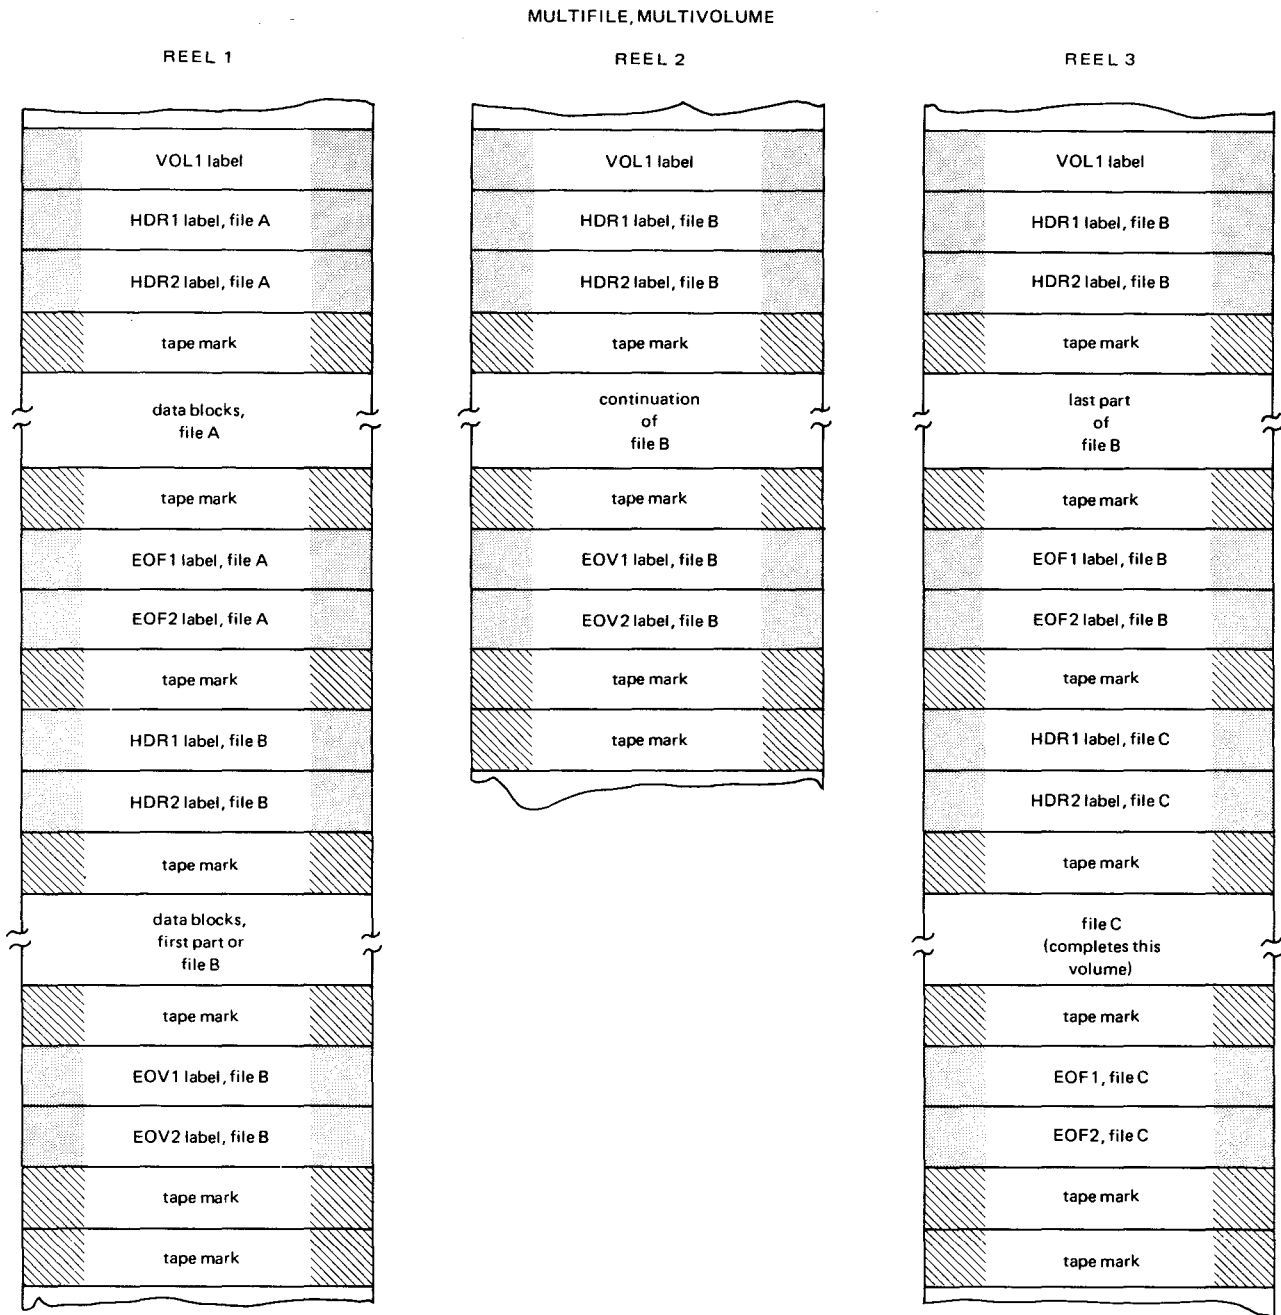 MULTIFILE, MULTIVOLUME
REEL 1
VOL1 label
HDR1 label, file A
HDR2 label, file A
tape mark
data blocks,
file A
tape mark
EOF1 label, file A
EOF2 label, file A
tape mark
HDR1 label, file B
HDR2 label, file B
tape mark
data blocks,
first part or
file B
tape mark
EOV1 label, file B
EOV2 label, file B
tape mark
tape mark
REEL 2
VOL1 label
HDR1 label, file B
HDR2 label, file B
tape mark
continuation
of
file B
tape mark
EOV1 label, file B
EOV2 label, file B
tape mark
tape mark
REEL 3
VOL1 label
HDR1 label, file B
HDR2 label, file B
tape mark
last part
of
file B
tape mark
EOF1 label, file B
EOF2 label, file B
tape mark
HDR1 label, file C
HDR2 label, file C
tape mark
file C
(completes this
volume)
tape mark
EOF1, file C
EOF2, file C
tape mark
tape mark